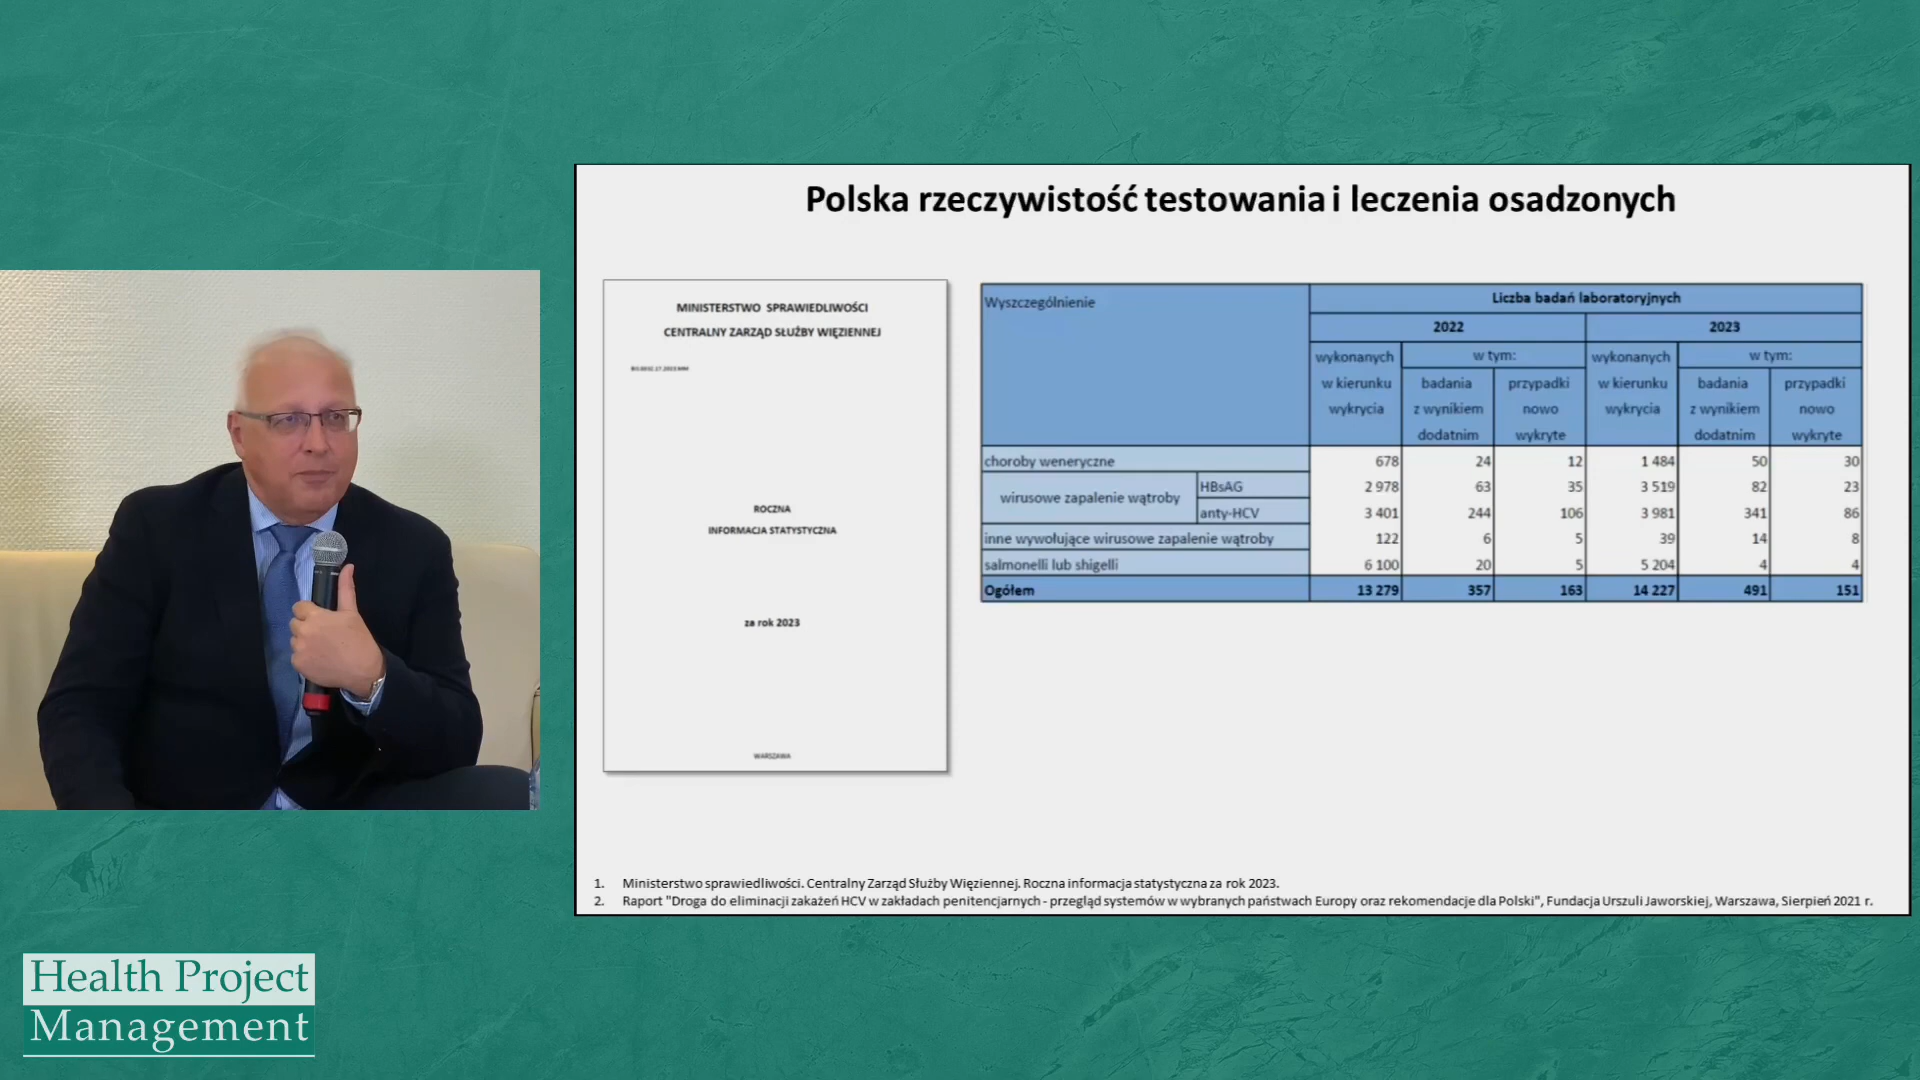 Polska rzeczywistość testowania i leczenia osadzonych
MINISTERSTWO SPRAWIEDLIWOŚCI
CENTRALNY ZARZĄD SŁUŻBY WIĘZIENNEJ
ROCZNA
INFORMACJA STATYSTYCZNA
za rok 2023
WARSZAWA
Wyszczególnienie
Liczba badań laboratoryjnych
2022 2023
wykonanych w kierunku wykrycia
w tym:
badania z wynikiem dodatnim
przypadki nowo wykryte
wykonanych w kierunku wykrycia
w tym:
badania z wynikiem dodatnim
przypadki nowo wykryte
choroby weneryczne 678 24 12 1 484 50 30
wirusowe zapalenie wątroby
HBsAG 2 978 63 35 3 519 82 23
anty-HCV 3 401 244 106 3 981 341 86
inne wywołujące wirusowe zapalenie wątroby 122 6 5 39 14 8
salmonelli lub shigelli 6 100 20 5 5 204 4 4
Ogółem 13 279 357 163 14 227 491 151
1. Ministerstwo sprawiedliwości. Centralny Zarząd Służby Więziennej. Roczna informacja statystyczna za rok 2023.
2. Raport "Droga do eliminacji zakażeń HCV w zakładach penitencjarnych - przegląd systemów w wybranych państwach Europy oraz rekomendacje dla Polski", Fundacja Urszuli Jaworskiej, Warszawa, Sierpień 2021 r.
Health Project
Management